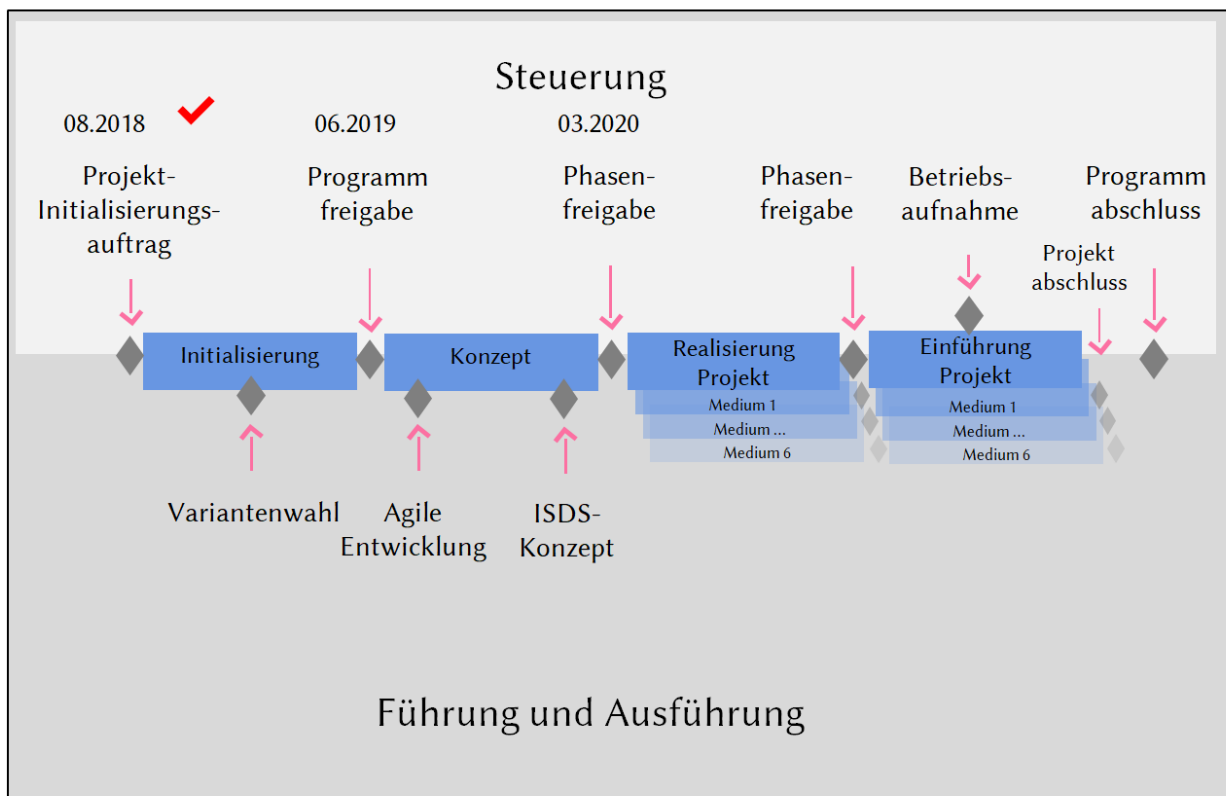 Steuerung
08.2018
06.2019
03.2020
Projekt-
Initialisierungs-
auftrag
Programm
freigabe
Phasen-
freigabe
Phasen-
freigabe
Betriebs-
aufnahme
Programm
abschluss
Projekt
abschluss
Initialisierung
Konzept
Realisierung
Projekt
Medium 1
Medium ...
Medium 6
Einführung
Projekt
Medium 1
Medium ...
Medium 6
Variantenwahl
Agile
Entwicklung
ISDS-
Konzept
Führung und Ausführung